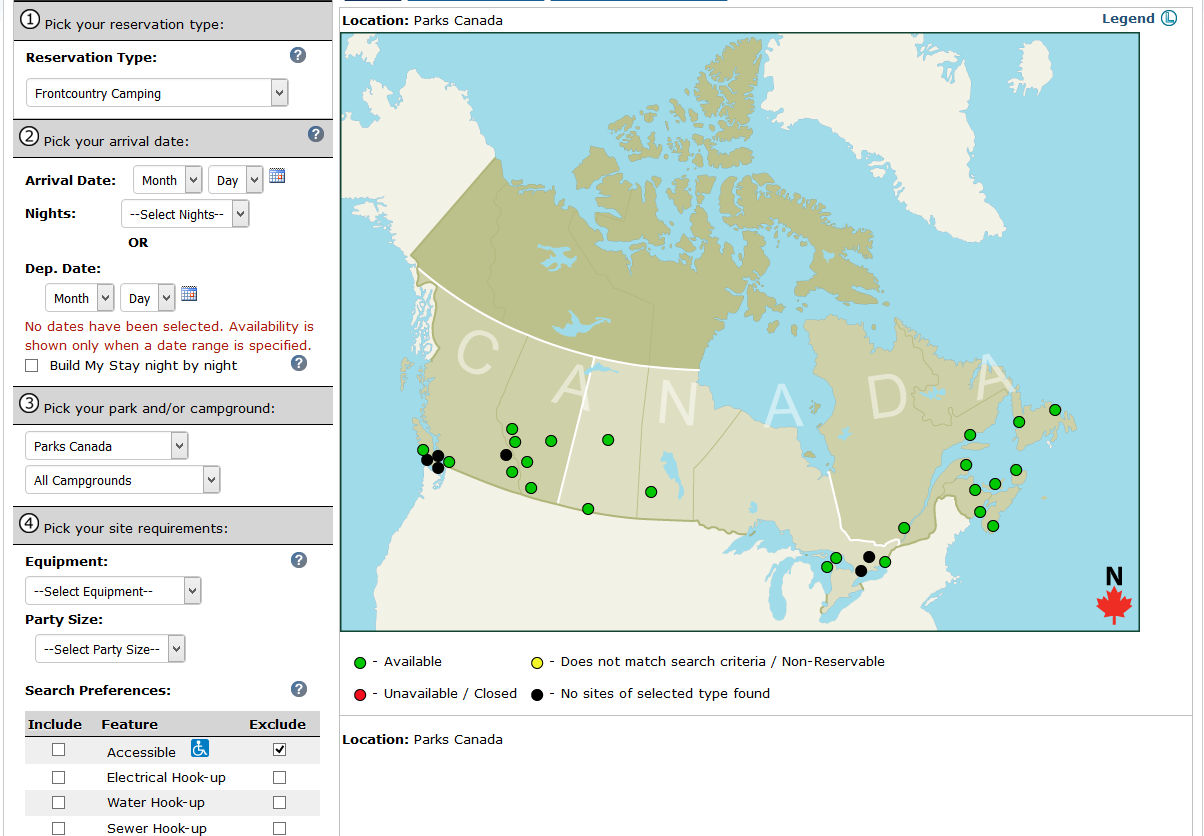 1 Pick your reservation type:
Reservation Type: ?
Frontcountry Camping
2 Pick your arrival date: ?
Arrival Date: Month Day
Nights: --Select Nights--
OR
Dep. Date:
Month Day
No dates have been selected. Availability is
shown only when a date range is specified.
Build My Stay night by night ?
3 Pick your park and/or campground:
Parks Canada
All Campgrounds
4 Pick your site requirements:
Equipment: ?
--Select Equipment--
Party Size:
--Select Party Size--
Search Preferences: ?
Include Feature Exclude
Accessible
Electrical Hook-up
Water Hook-up
Sewer Hook-up
Location: Parks Canada
Legend L
CANADA
N
- Available
- Does not match search criteria / Non-Reservable
- Unavailable / Closed
- No sites of selected type found
Location: Parks Canada